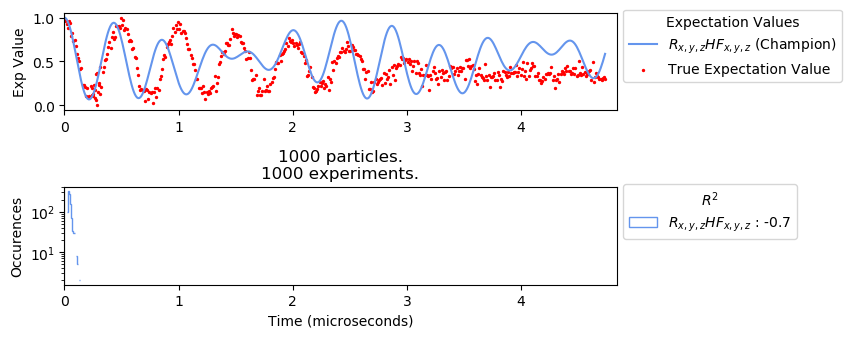 Expectation Values
R_{x,y,z}HF_{x,y,z} (Champion)
True Expectation Value
Exp Value
1.0
0.5
0.0
0 1 2 3 4
1000 particles.
1000 experiments.
R^2
R_{x,y,z}HF_{x,y,z} : -0.7
Occurences
10^2
10^1
0 1 2 3 4
Time (microseconds)